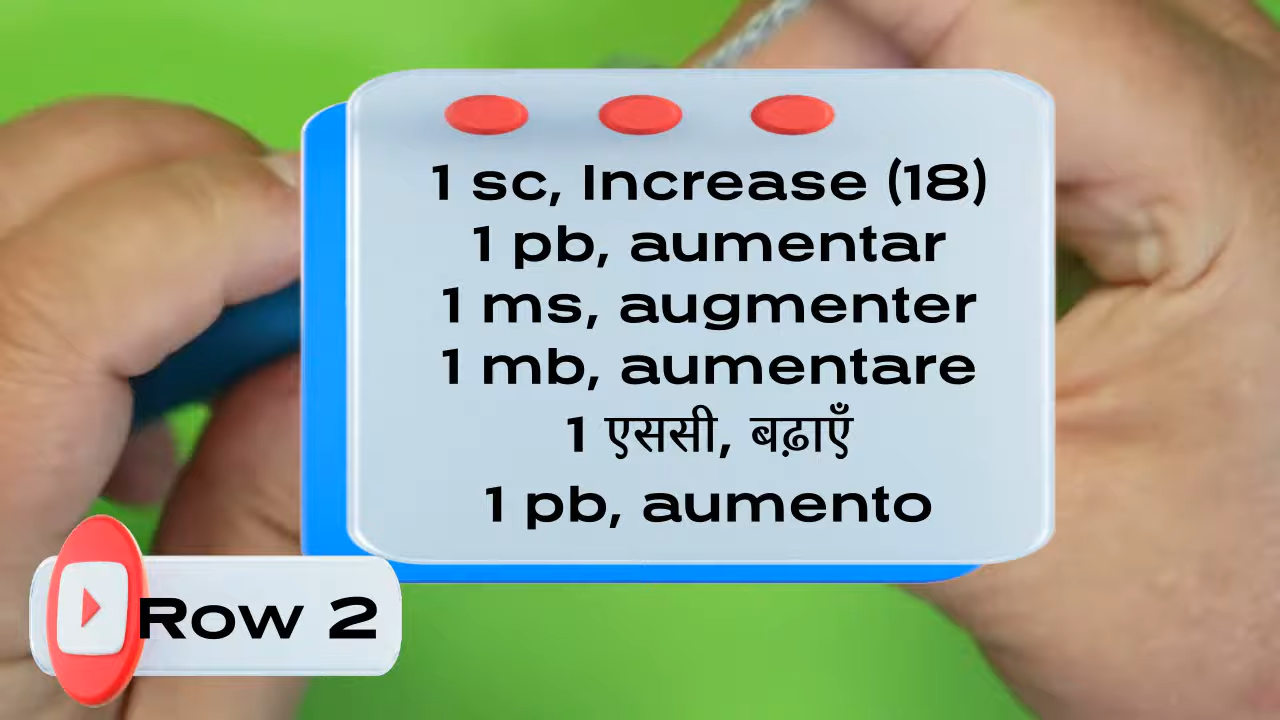 1 sc, Increase (18)
1 pb, aumentar
1 ms, augmenter
1 mb, aumentare
1 एससी, बढ़ाएँ
1 pb, aumento
Row 2